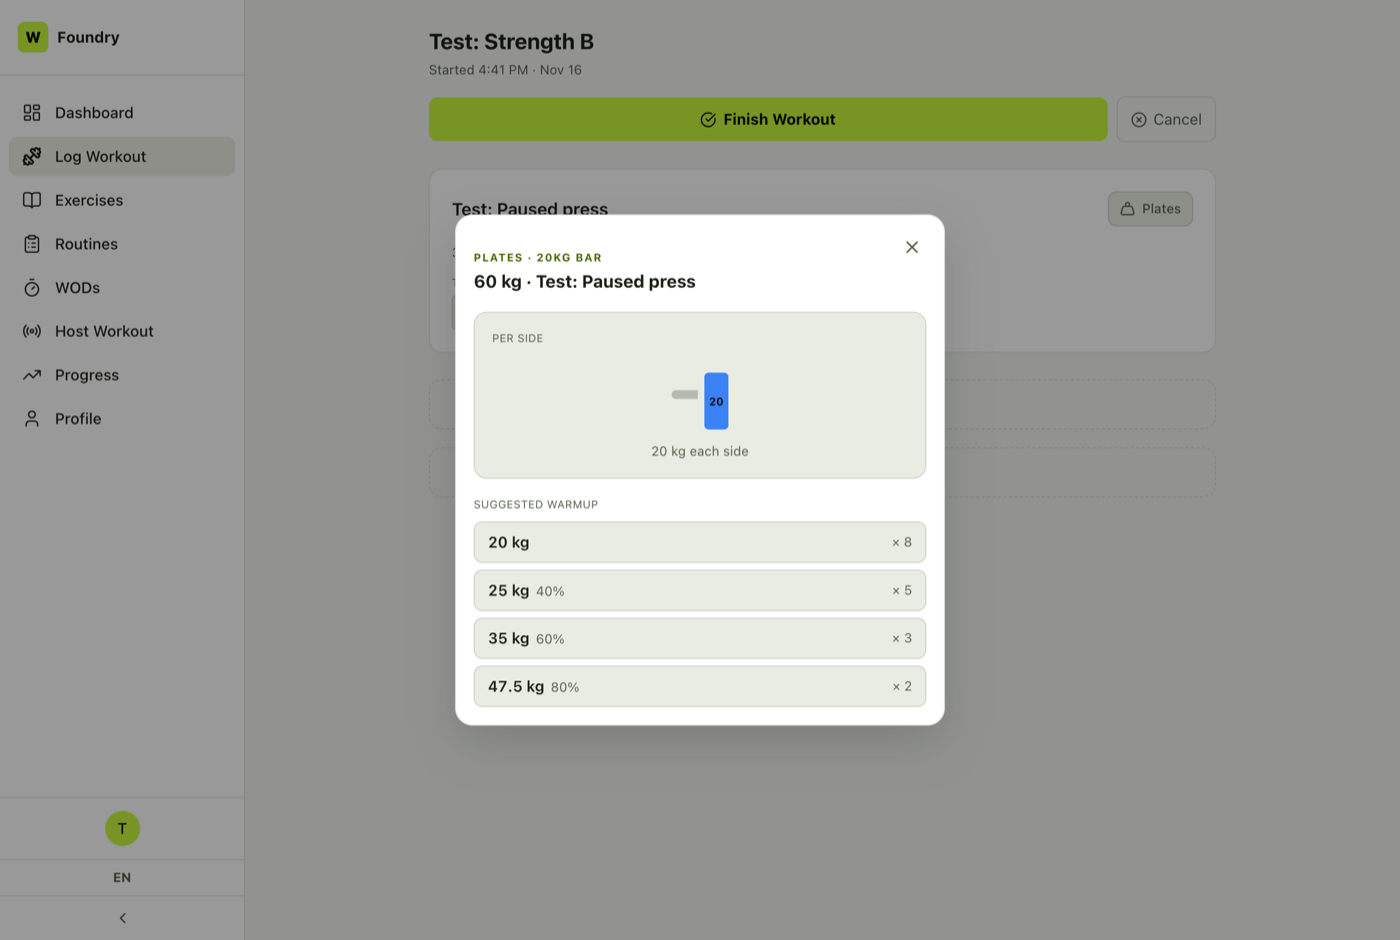 W Foundry
Dashboard
Log Workout
Exercises
Routines
WODs
Host Workout
Progress
Profile
T
EN
Test: Strength B
Started 4:41 PM · Nov 16
Finish Workout
Cancel
Test: Paused press
Plates
PLATES · 20KG BAR
60 kg · Test: Paused press
PER SIDE
20
20 kg each side
SUGGESTED WARMUP
20 kg × 8
25 kg 40% × 5
35 kg 60% × 3
47.5 kg 80% × 2